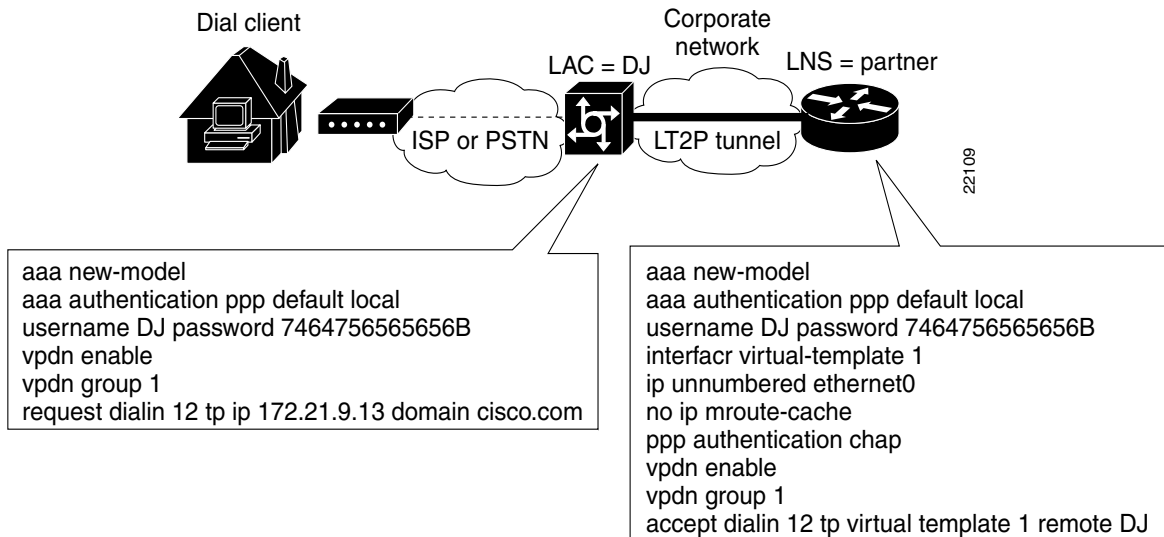 Dial client
Corporate
network
LAC = DJ
LNS = partner
ISP or PSTN
LT2P tunnel
22109
aaa new-model
aaa authentication ppp default local
username DJ password 7464756565656B
vpdn enable
vpdn group 1
request dialin 12 tp ip 172.21.9.13 domain cisco.com
aaa new-model
aaa authentication ppp default local
username DJ password 7464756565656B
interfacr virtual-template 1
ip unnumbered ethernet0
no ip mroute-cache
ppp authentication chap
vpdn enable
vpdn group 1
accept dialin 12 tp virtual template 1 remote DJ